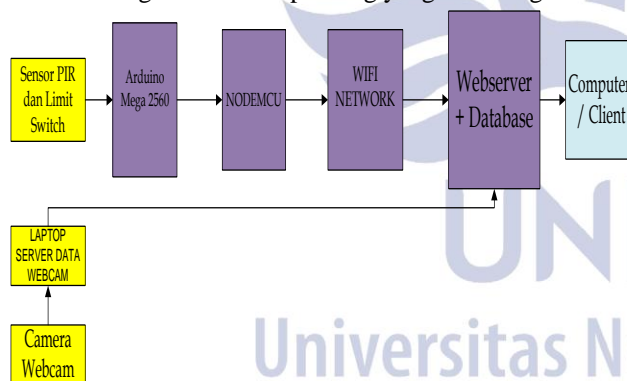 Sensor PIR
dan Limit
Switch
Arduino
Mega 2560
NODEMCU
WIFI
NETWORK
Webserver
+ Database
Computer
/ Client
LAPTOP
SERVER DATA
WEBCAM
Camera
Webcam
UN
Universitas N